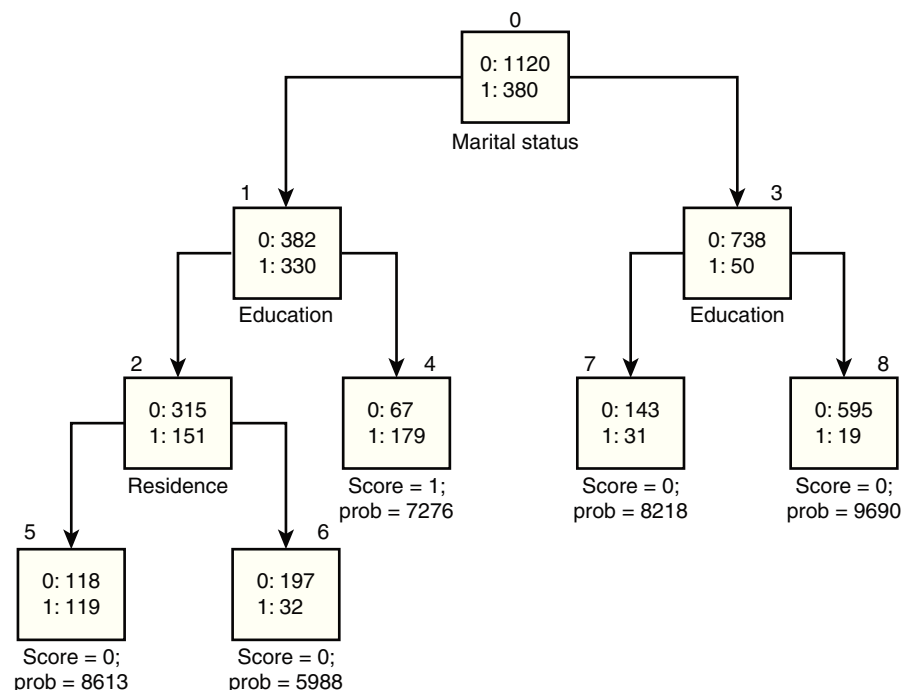 0
0: 1120
1: 380
Marital status
1
0: 382
1: 330
Education
3
0: 738
1: 50
Education
2
0: 315
1: 151
Residence
4
0: 67
1: 179
Score = 1;
prob = 7276
7
0: 143
1: 31
Score = 0;
prob = 8218
8
0: 595
1: 19
Score = 0;
prob = 9690
5
0: 118
1: 119
Score = 0;
prob = 8613
6
0: 197
1: 32
Score = 0;
prob = 5988